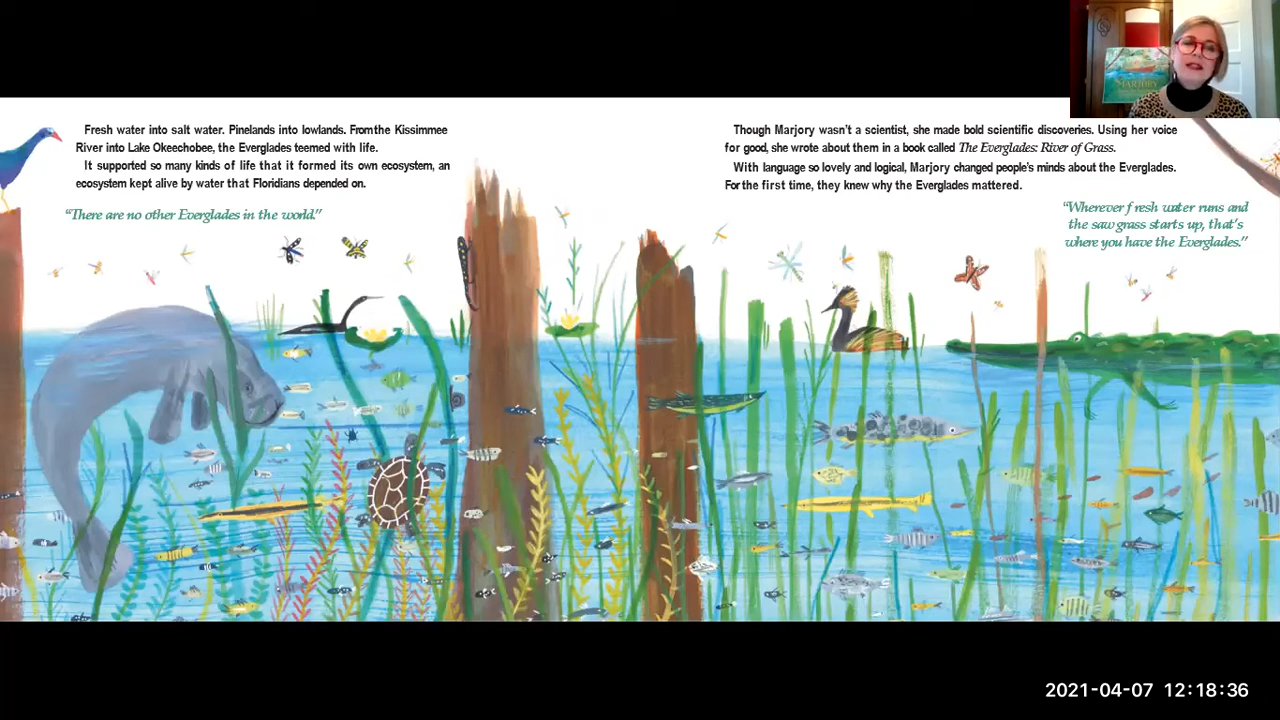 Fresh water into salt water. Pinelands into lowlands. From the Kissimmee
River into Lake Okeechobee, the Everglades teemed with life.
It supported so many kinds of life that it formed its own ecosystem, an
ecosystem kept alive by water that Floridians depended on.
“There are no other Everglades in the world.”
Though Marjory wasn’t a scientist, she made bold scientific discoveries. Using her voice
for good, she wrote about them in a book called The Everglades: River of Grass.
With language so lovely and logical, Marjory changed people’s minds about the Everglades.
For the first time, they knew why the Everglades mattered.
“Wherever fresh water runs and
the saw grass starts up, that’s
where you have the Everglades.”
MARJORY
2021-04-07 12:18:36